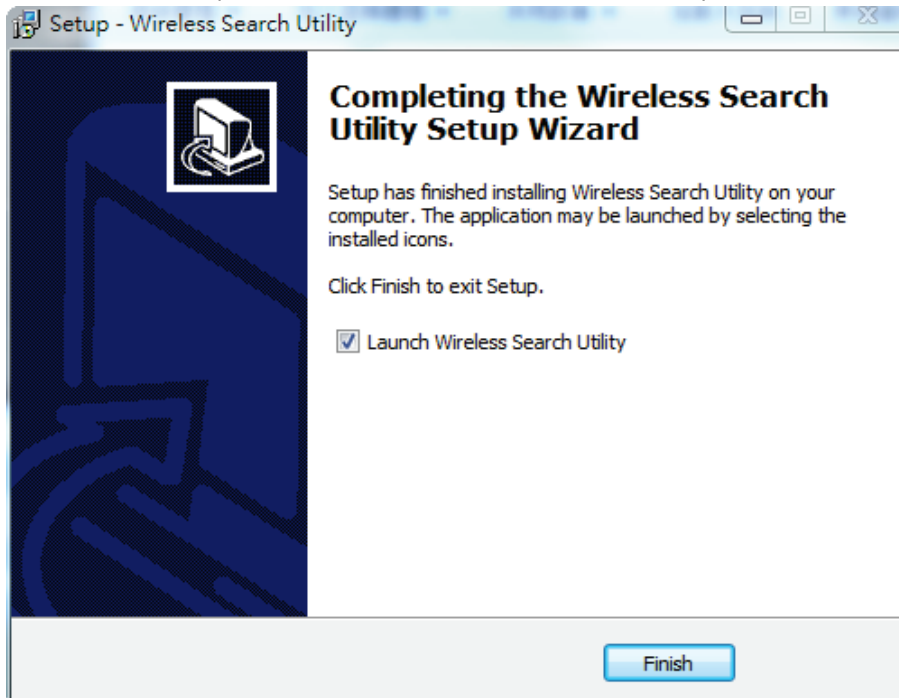 Setup - Wireless Search Utility
Completing the Wireless Search
Utility Setup Wizard
Setup has finished installing Wireless Search Utility on your
computer. The application may be launched by selecting the
installed icons.
Click Finish to exit Setup.
Launch Wireless Search Utility
Finish